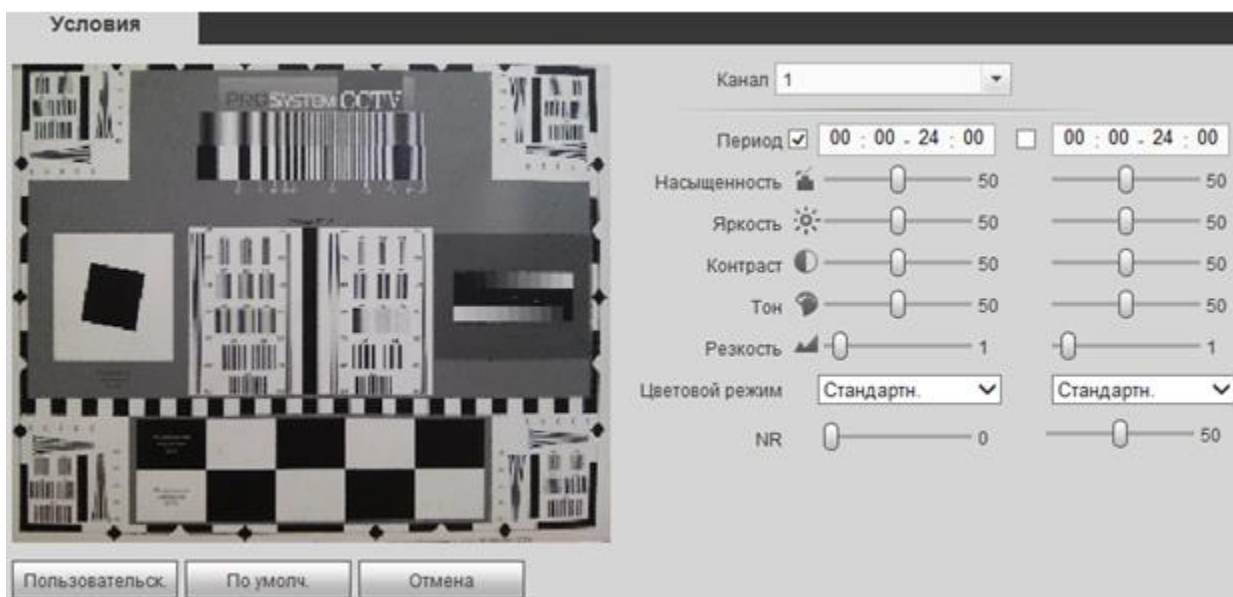 Условия
PROSYSTEM CCTV
Канал 1
Период 00 : 00 - 24 : 00 00 : 00 - 24 : 00
Насыщенность 50 50
Яркость 50 50
Контраст 50 50
Тон 50 50
Резкость 1 1
Цветовой режим Стандартн. Стандартн.
NR 0 50
Пользовательск. По умолч. Отмена